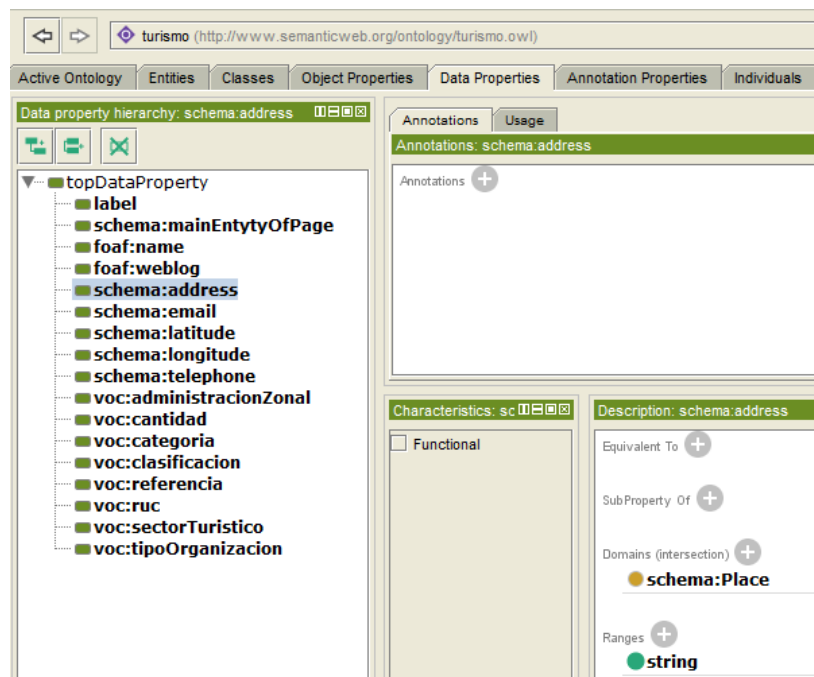 turismo (http://www.semanticweb.org/ontology/turismo.owl)
Active Ontology Entities Classes Object Properties Data Properties Annotation Properties Individuals
Data property hierarchy: schema:address
topDataProperty
label
schema:mainEntytyOfPage
foaf:name
foaf:weblog
schema:address
schema:email
schema:latitude
schema:longitude
schema:telephone
voc:administracionZonal
voc:cantidad
voc:categoria
voc:clasificacion
voc:referencia
voc:ruc
voc:sectorTuristico
voc:tipoOrganizacion
Annotations Usage
Annotations: schema:address
Annotations
Characteristics: sc
Functional
Description: schema:address
Equivalent To
SubProperty Of
Domains (intersection)
schema:Place
Ranges
string